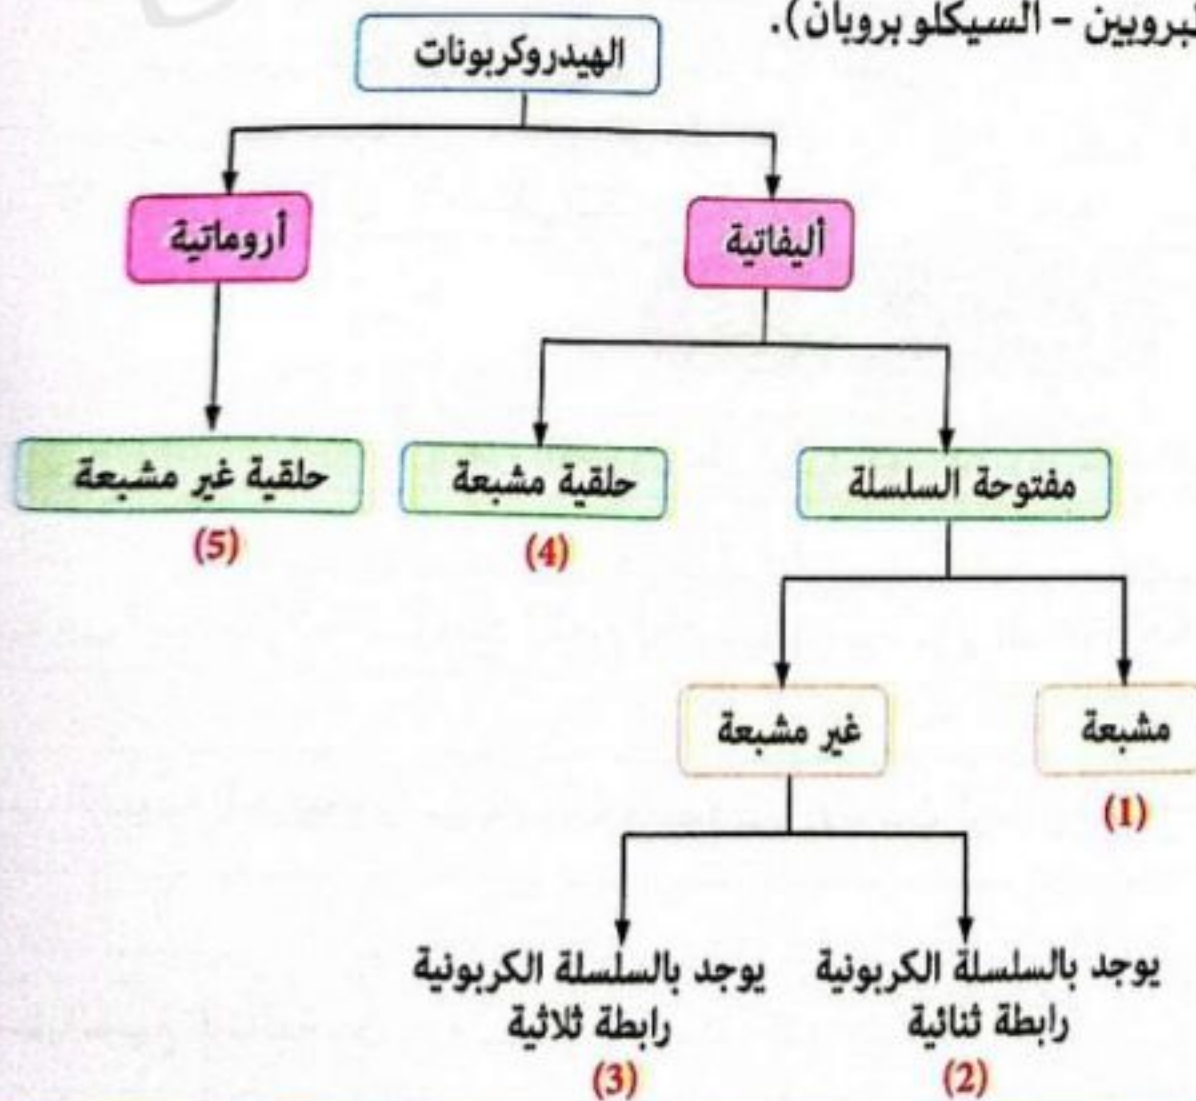 البروبين – السيكلو بروبان).
الهيدروكربونات
أليفاتية
أروماتية
مفتوحة السلسلة
حلقية مشبعة
(4)
حلقية غير مشبعة
(5)
مشبعة
(1)
غير مشبعة
يوجد بالسلسلة الكربونية
رابطة ثنائية
(2)
يوجد بالسلسلة الكربونية
رابطة ثلاثية
(3)